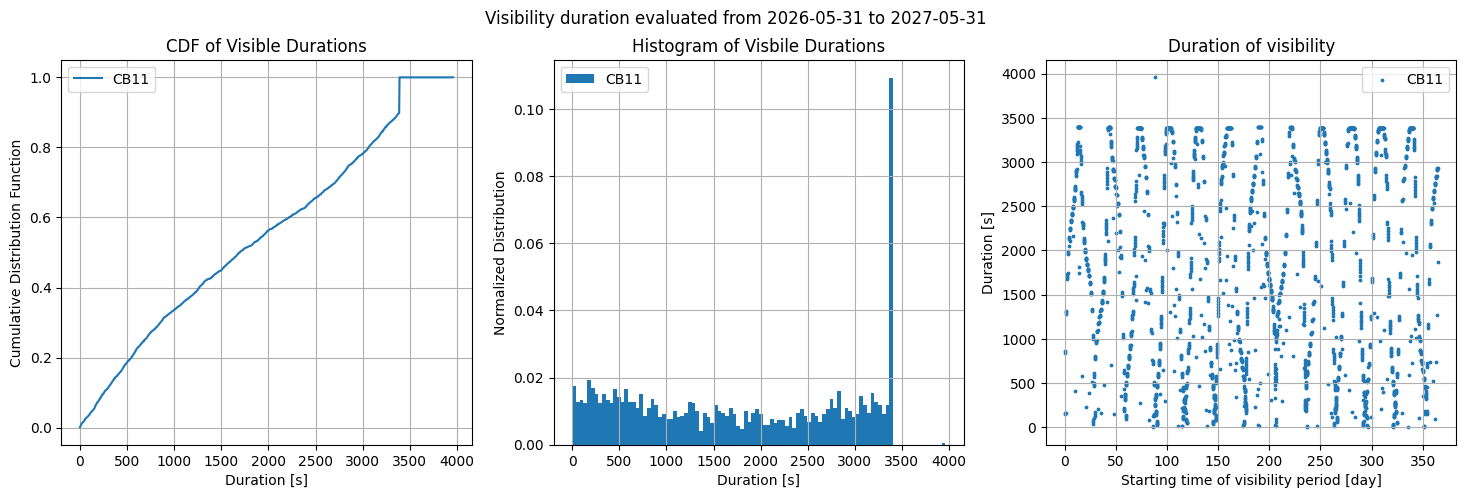 Visibility duration evaluated from 2026-05-31 to 2027-05-31
CDF of Visible Durations
CB11
1.0
0.8
0.6
0.4
0.2
0.0
Cumulative Distribution Function
0 500 1000 1500 2000 2500 3000 3500 4000
Duration [s]
Histogram of Visbile Durations
CB11
0.10
0.08
0.06
0.04
0.02
0.00
Normalized Distribution
0 500 1000 1500 2000 2500 3000 3500 4000
Duration [s]
Duration of visibility
CB11
4000
3500
3000
2500
2000
1500
1000
500
0
Duration [s]
0 50 100 150 200 250 300 350
Starting time of visibility period [day]